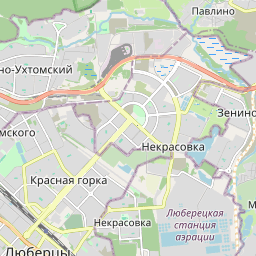 Павлино
но-Ухтомский
Зенино
мского
Некрасовка
Красная горка
Некрасовка
Люберецкая
станция
аэрации
Люберцы